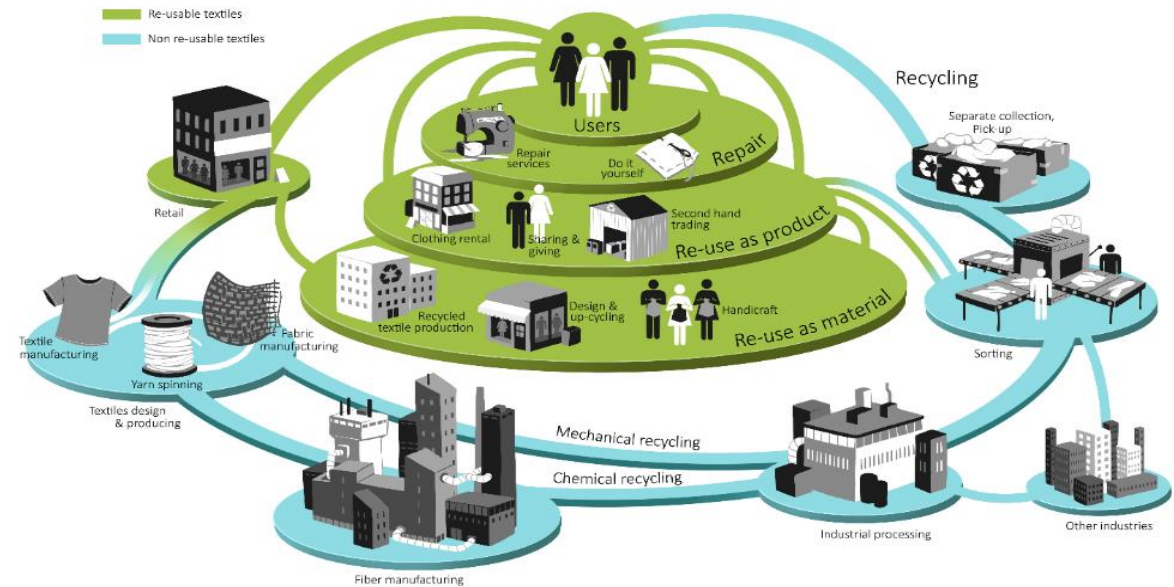 Re-usable textiles
Non re-usable textiles
Users
Recycling
Separate collection,
Pick-up
Repair
services
Do it
yourself
Repair
Retail
Clothing rental
Sharing &
giving
Second hand
trading
Re-use as product
Recycled
textile production
Design &
up-cycling
Handicraft
Re-use as material
Sorting
Textile
manufacturing
Fabric
manufacturing
Yarn spinning
Textiles design
& producing
Mechanical recycling
Chemical recycling
Fiber manufacturing
Industrial processing
Other industries